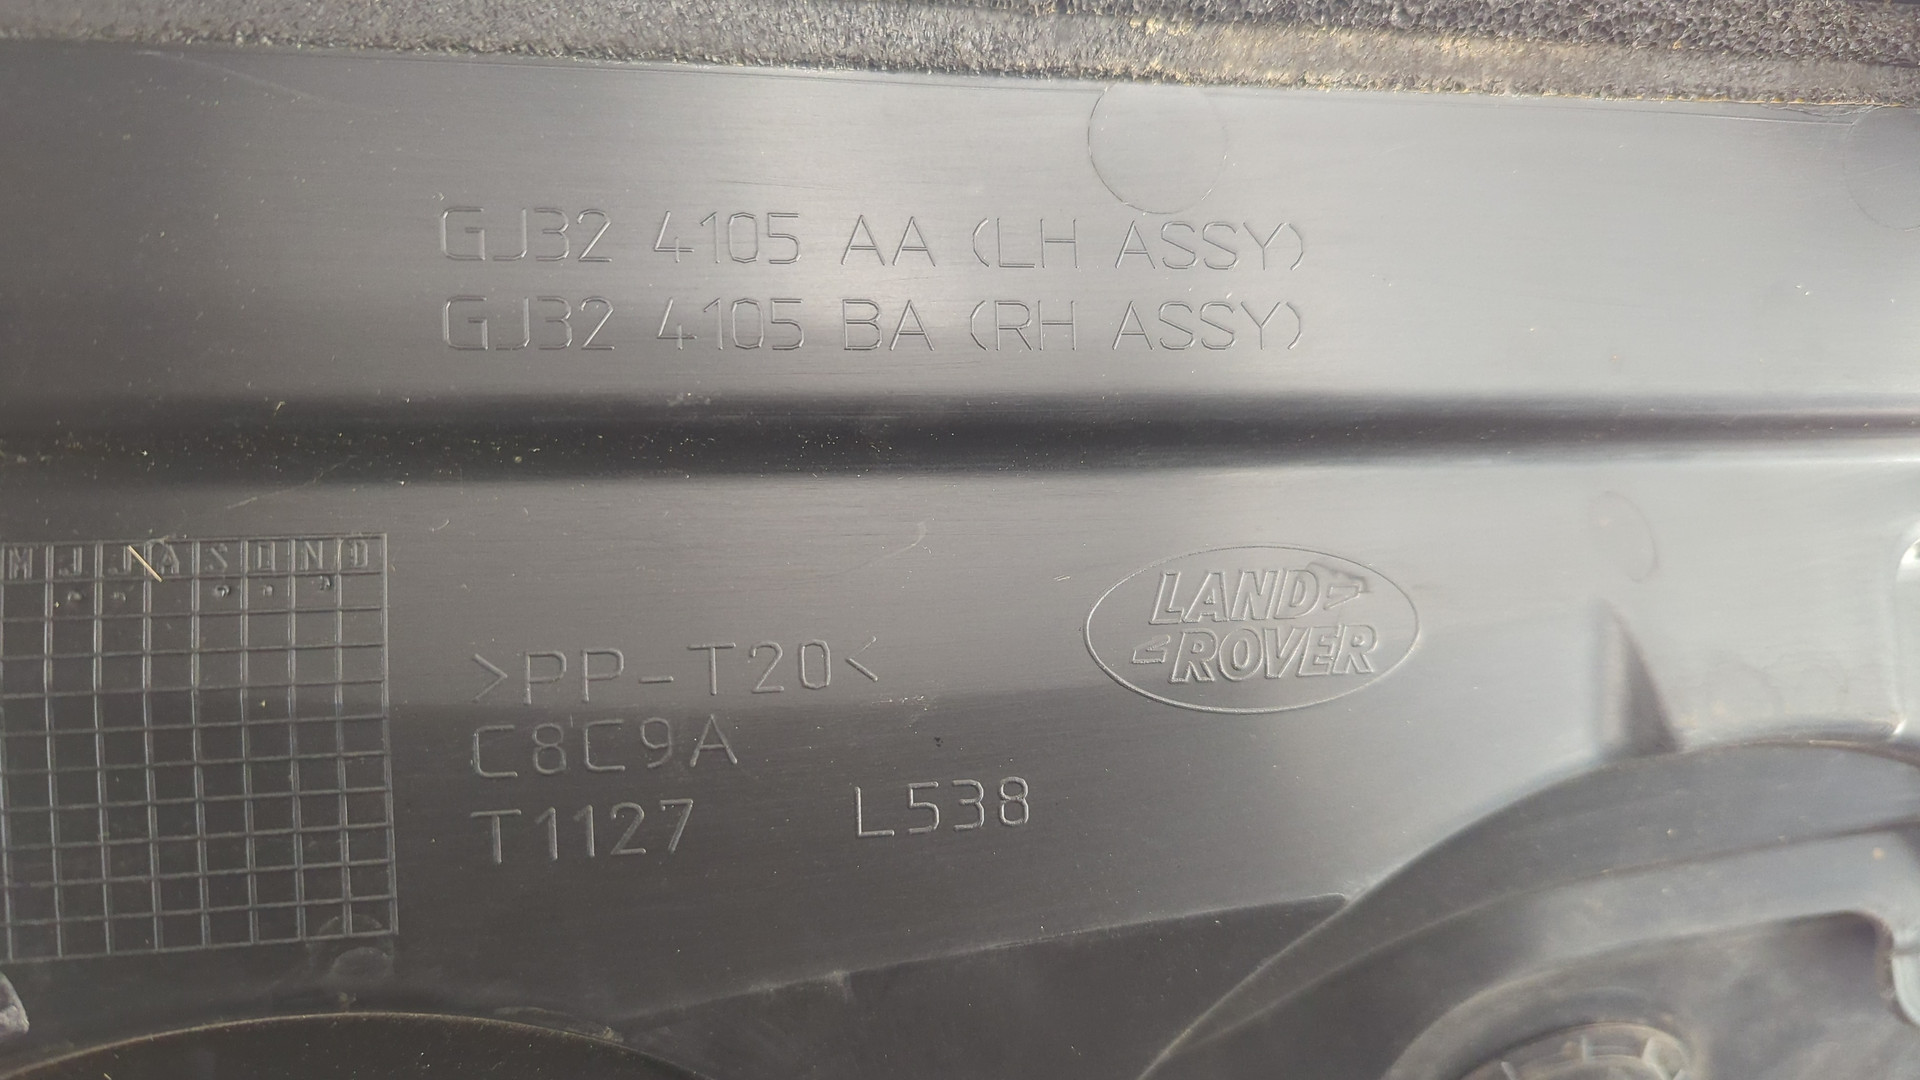 GJ32 4105 AA (LH ASSY)
GJ32 4105 BA (RH ASSY)
M J J A S O N D
LAND
ROVER
>PP-T20<
C8C9A
T1127 L538